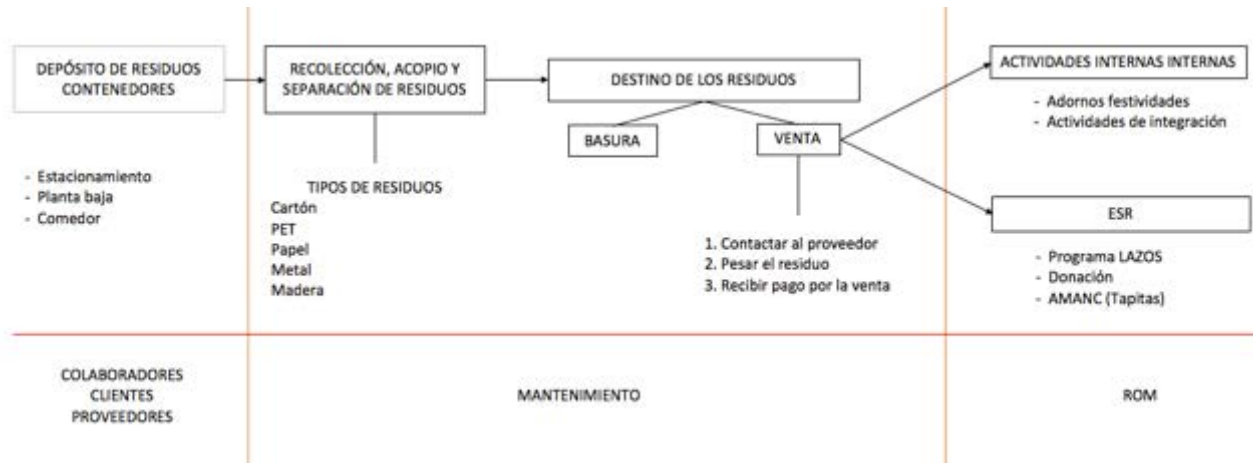 DEPÓSITO DE RESIDUOS
CONTENEDORES
- Estacionamiento
- Planta baja
- Comedor
RECOLECCIÓN, ACOPIO Y
SEPARACIÓN DE RESIDUOS
TIPOS DE RESIDUOS
Cartón
PET
Papel
Metal
Madera
DESTINO DE LOS RESIDUOS
BASURA
VENTA
1. Contactar al proveedor
2. Pesar el residuo
3. Recibir pago por la venta
ACTIVIDADES INTERNAS INTERNAS
- Adornos festividades
- Actividades de integración
ESR
- Programa LAZOS
- Donación
- AMANC (Tapitas)
COLABORADORES
CLIENTES
PROVEEDORES
MANTENIMIENTO
ROM